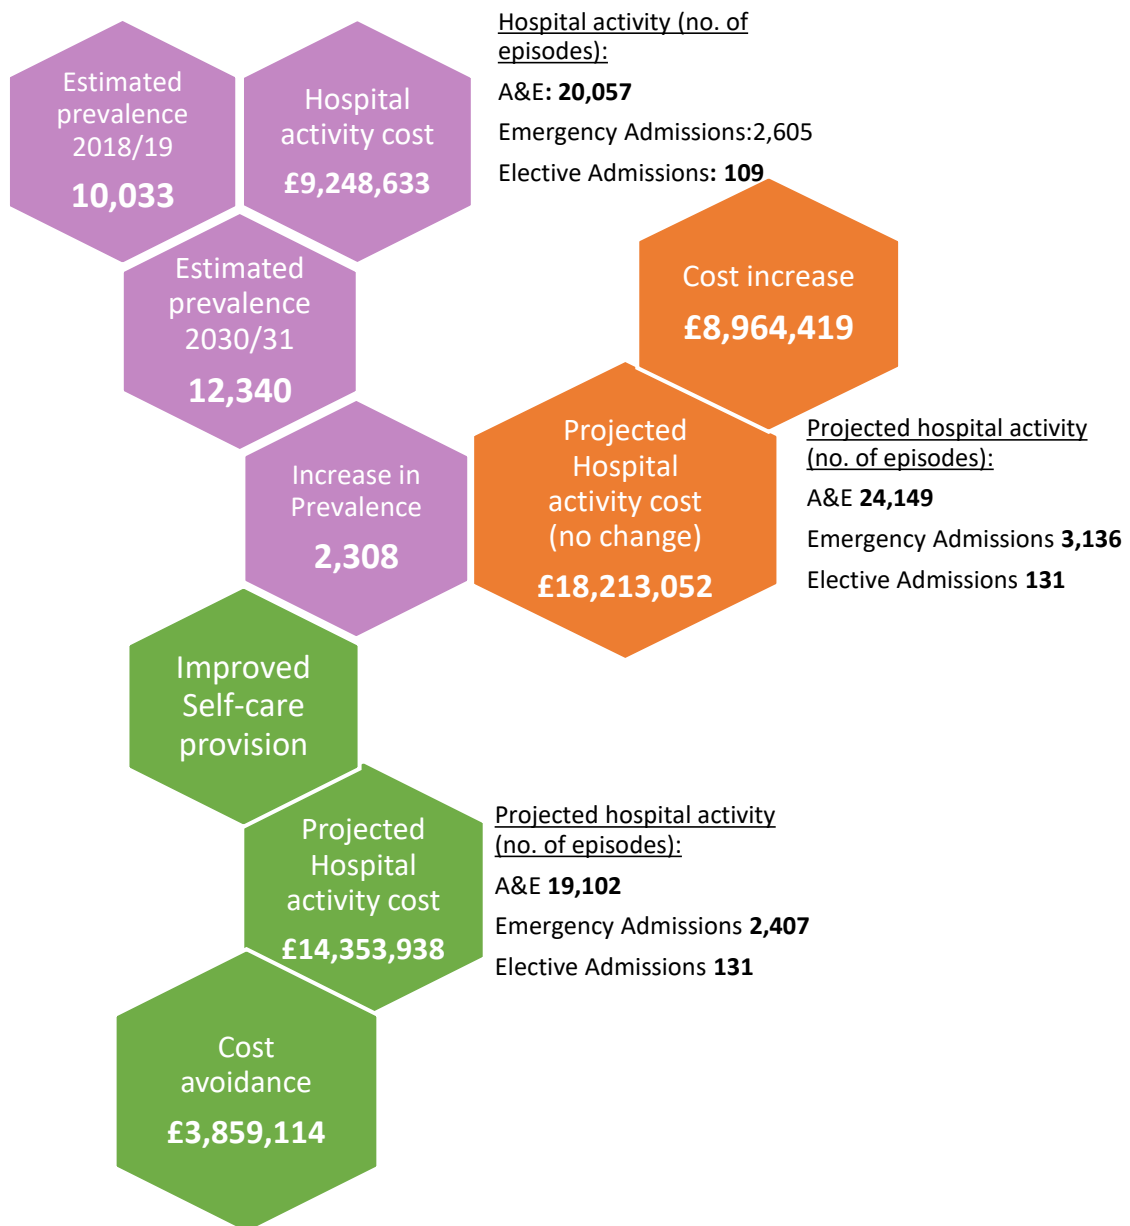 Estimated
prevalence
2018/19
10,033
Hospital
activity cost
£9,248,633
Hospital activity (no. of
episodes):
A&E: 20,057
Emergency Admissions:2,605
Elective Admissions: 109
Estimated
prevalence
2030/31
12,340
Cost increase
£8,964,419
Increase in
Prevalence
2,308
Projected
Hospital
activity cost
(no change)
£18,213,052
Projected hospital activity
(no. of episodes):
A&E 24,149
Emergency Admissions 3,136
Elective Admissions 131
Improved
Self-care
provision
Projected
Hospital
activity cost
£14,353,938
Projected hospital activity
(no. of episodes):
A&E 19,102
Emergency Admissions 2,407
Elective Admissions 131
Cost
avoidance
£3,859,114